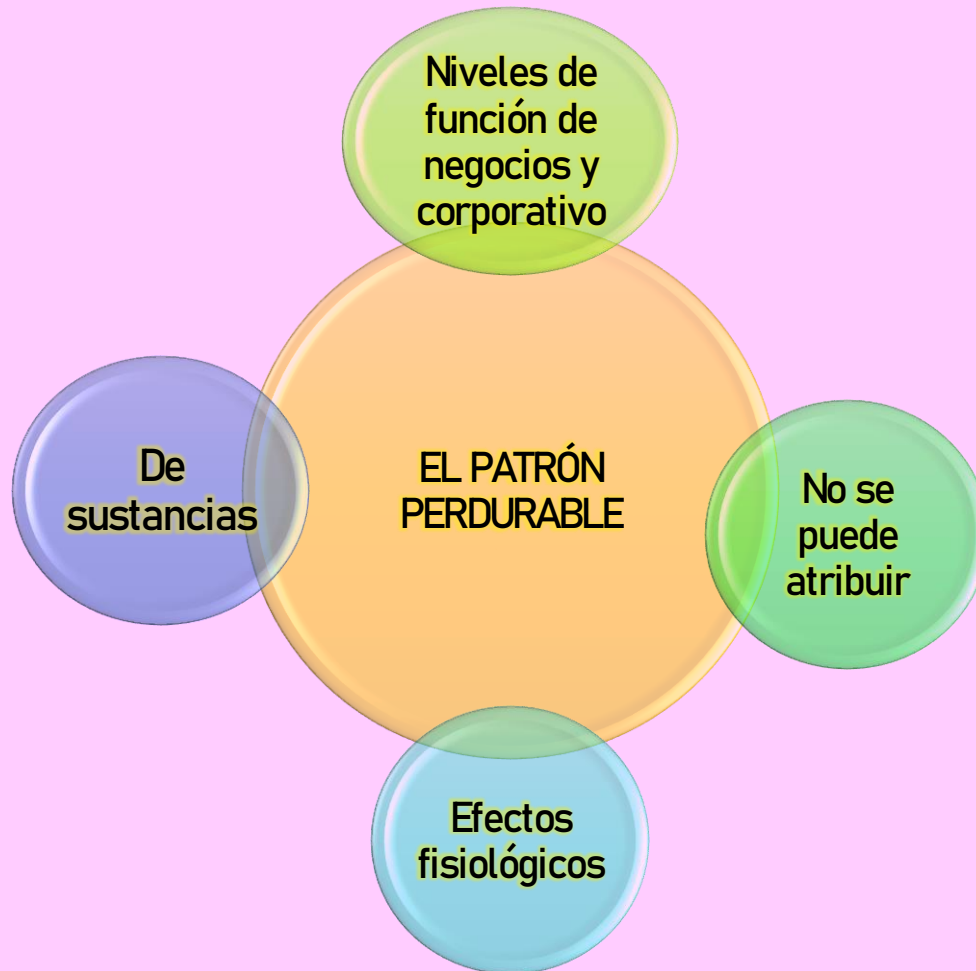 Niveles de
función de
negocios y
corporativo
De
sustancias
EL PATRÓN
PERDURABLE
No se
puede
atribuir
Efectos
fisiológicos